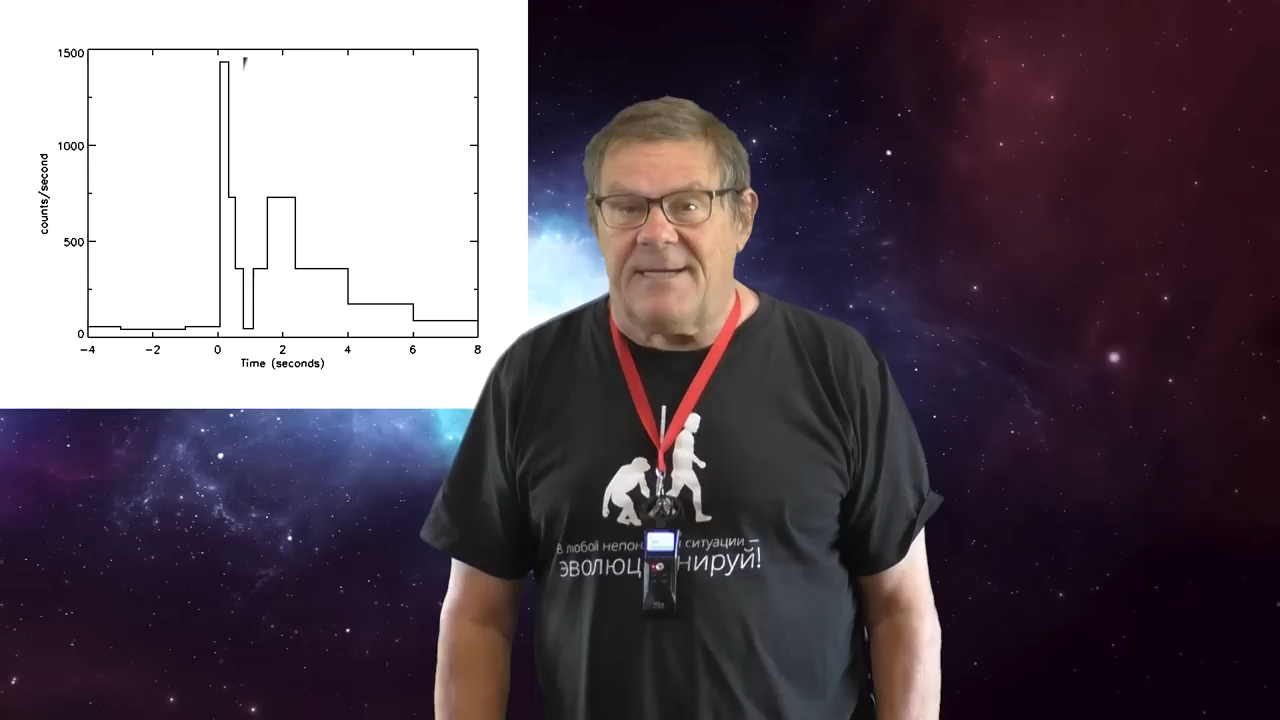 1500
1000
500
0
counts/second
−4 −2 0 2 4 6 8
Time (seconds)
В любой непон ситуации –
эволюц нируй!